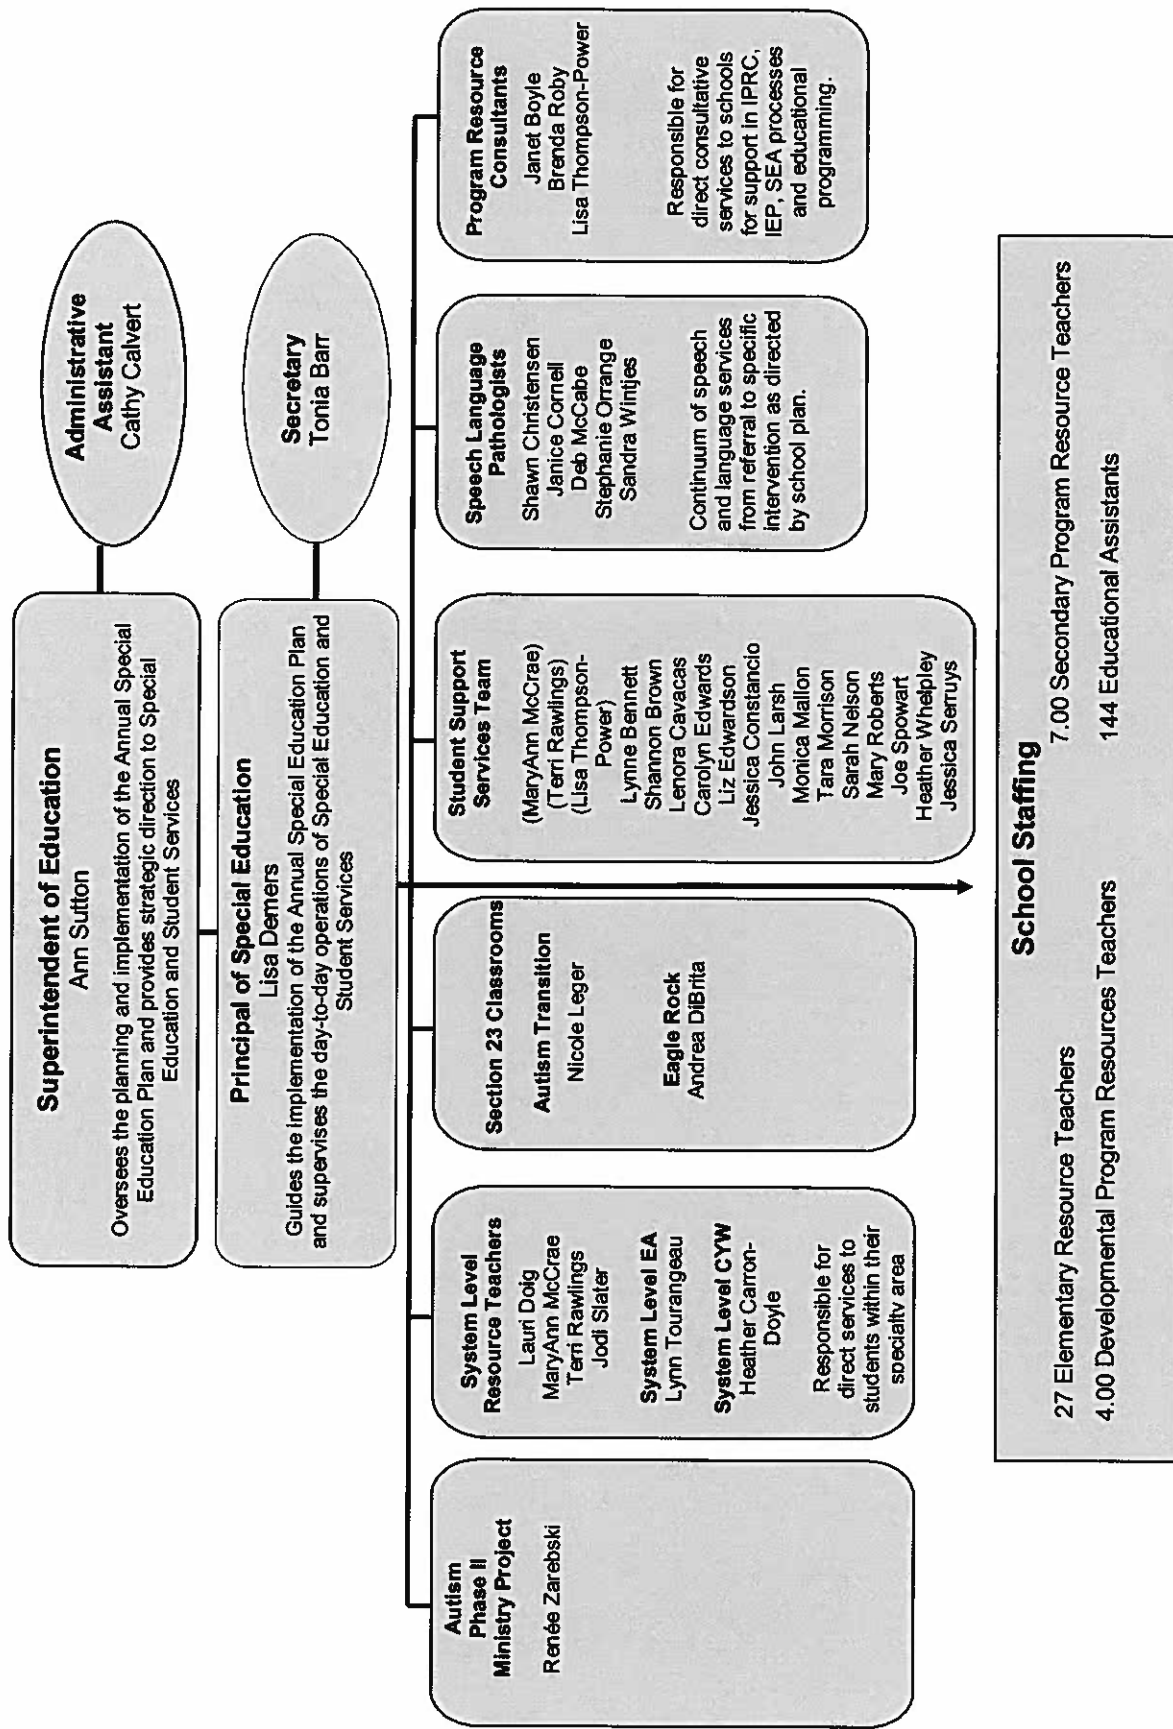 Superintendent of Education
Ann Sutton
Oversees the planning and implementation of the Annual Special
Education Plan and provides strategic direction to Special
Education and Student Services
Administrative
Assistant
Cathy Calvert
Principal of Special Education
Lisa Demers
Guides the implementation of the Annual Special Education Plan
and supervises the day-to-day operations of Special Education and
Student Services
Secretary
Tonia Barr
Autism
Phase II
Ministry Project
Renée Zarebski
System Level
Resource Teachers
Lauri Doig
MaryAnn McCrae
Terri Rawlings
Jodi Slater
System Level EA
Lynn Tourangeau
System Level CYW
Heather Carron-
Doyle
Responsible for
direct services to
students within their
specialty area
Section 23 Classrooms
Autism Transition
Nicole Leger
Eagle Rock
Andrea DiBrita
Student Support
Services Team
(MaryAnn McCrae)
(Terri Rawlings)
(Lisa Thompson-
Power)
Lynne Bennett
Shannon Brown
Lenora Cavacas
Carolyn Edwards
Liz Edwardson
Jessica Constancio
John Larsh
Monica Mallon
Tara Morrison
Sarah Nelson
Mary Roberts
Joe Spowart
Heather Whelpley
Jessica Serruys
Speech Language
Pathologists
Shawn Christensen
Janice Cornell
Deb McCabe
Stephanie Orrange
Sandra Wintjes
Continuum of speech
and language services
from referral to specific
intervention as directed
by school plan.
Program Resource
Consultants
Janet Boyle
Brenda Roby
Lisa Thompson-Power
Responsible for
direct consultative
services to schools
for support in IPRC,
IEP, SEA processes
and educational
programming.
School Staffing
27 Elementary Resource Teachers
7.00 Secondary Program Resource Teachers
4.00 Developmental Program Resources Teachers
144 Educational Assistants